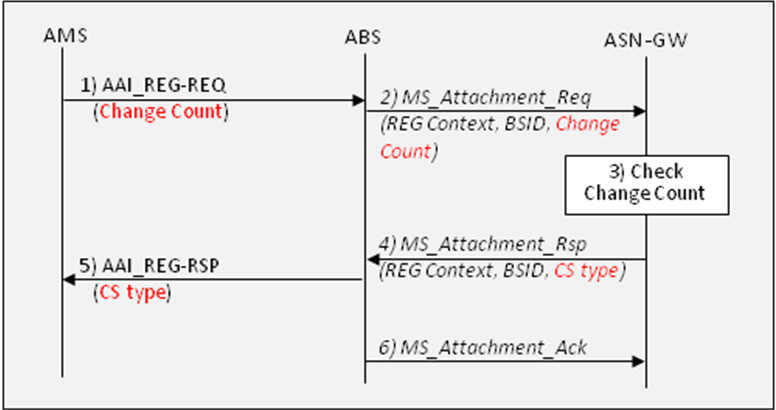 AMS
ABS
ASN-GW
1) AAI_REG-REQ
(Change Count)
2) MS_Attachment_Req
(REG Context, BSID, Change
Count)
3) Check
Change Count
4) MS_Attachment_Rsp
(REG Context, BSID, CS type)
5) AAI_REG-RSP
(CS type)
6) MS_Attachment_Ack